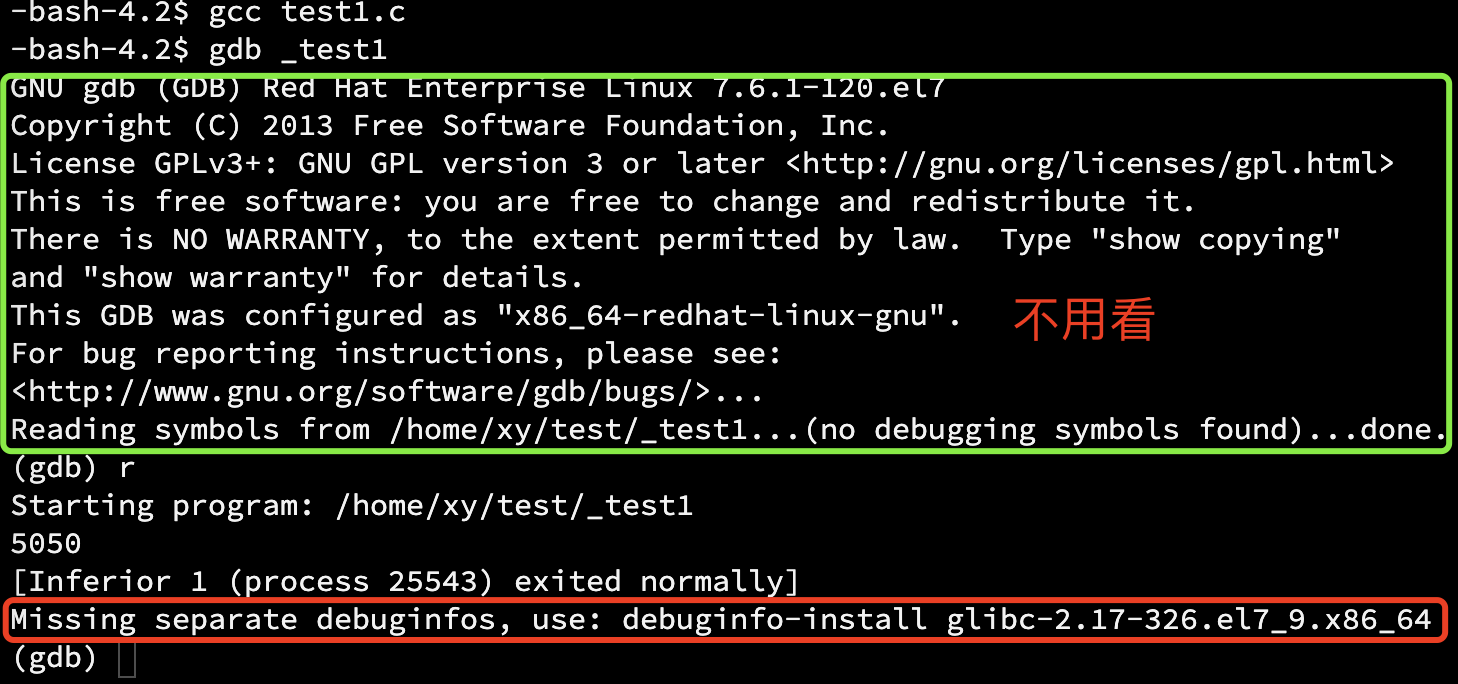 -bash-4.2$ gcc test1.c
-bash-4.2$ gdb _test1
GNU gdb (GDB) Red Hat Enterprise Linux 7.6.1-120.el7
Copyright (C) 2013 Free Software Foundation, Inc.
License GPLv3+: GNU GPL version 3 or later <http://gnu.org/licenses/gpl.html>
This is free software: you are free to change and redistribute it.
There is NO WARRANTY, to the extent permitted by law.  Type "show copying"
and "show warranty" for details.
This GDB was configured as "x86_64-redhat-linux-gnu".
不用看
For bug reporting instructions, please see:
<http://www.gnu.org/software/gdb/bugs/>...
Reading symbols from /home/xy/test/_test1...(no debugging symbols found)...done.
(gdb) r
Starting program: /home/xy/test/_test1
5050
[Inferior 1 (process 25543) exited normally]
Missing separate debuginfos, use: debuginfo-install glibc-2.17-326.el7_9.x86_64
(gdb)